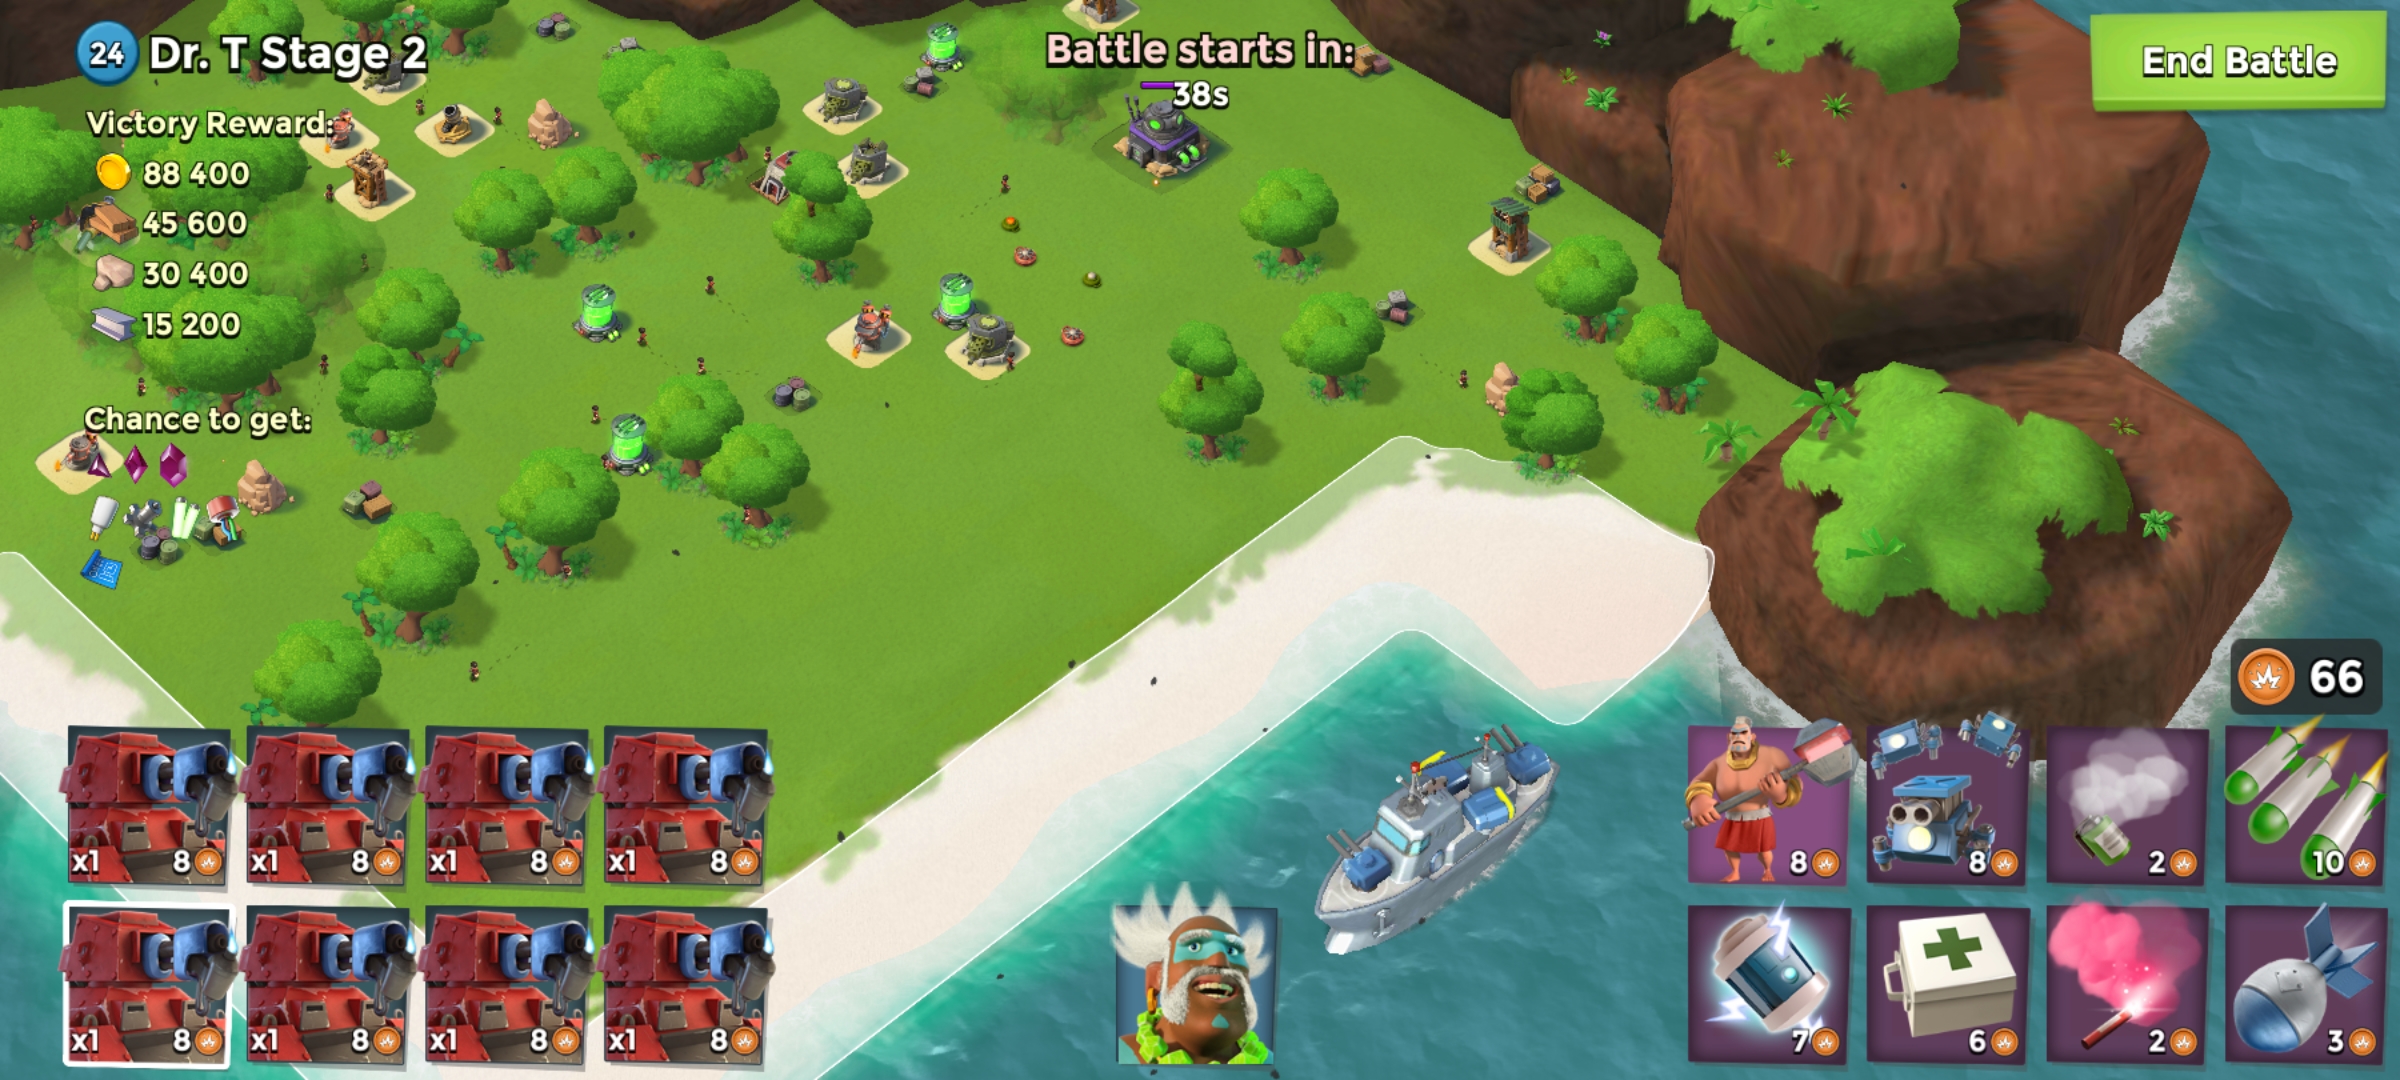 24 Dr. T Stage 2
Battle starts in:
38s
End Battle
Victory Reward:
88 400
45 600
30 400
15 200
Chance to get:
66
x1 8
x1 8
x1 8
x1 8
8
8
2
10
x1 8
x1 8
x1 8
x1 8
7
6
2
3